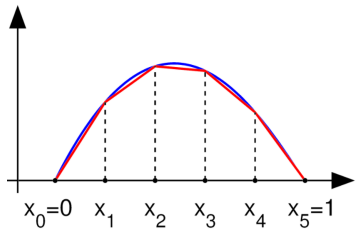 x₀=0 x₁ x₂ x₃ x₄ x₅=1